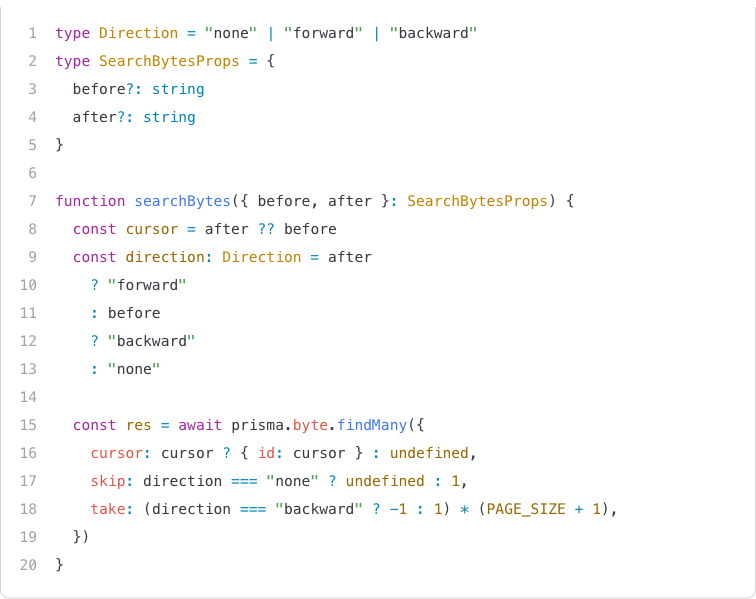 1 type Direction = "none" | "forward" | "backward"
2 type SearchBytesProps = {
3   before?: string
4   after?: string
5 }
6
7 function searchBytes({ before, after }: SearchBytesProps) {
8   const cursor = after ?? before
9   const direction: Direction = after
10     ? "forward"
11     : before
12     ? "backward"
13     : "none"
14
15   const res = await prisma.byte.findMany({
16     cursor: cursor ? { id: cursor } : undefined,
17     skip: direction === "none" ? undefined : 1,
18     take: (direction === "backward" ? -1 : 1) * (PAGE_SIZE + 1),
19   })
20 }